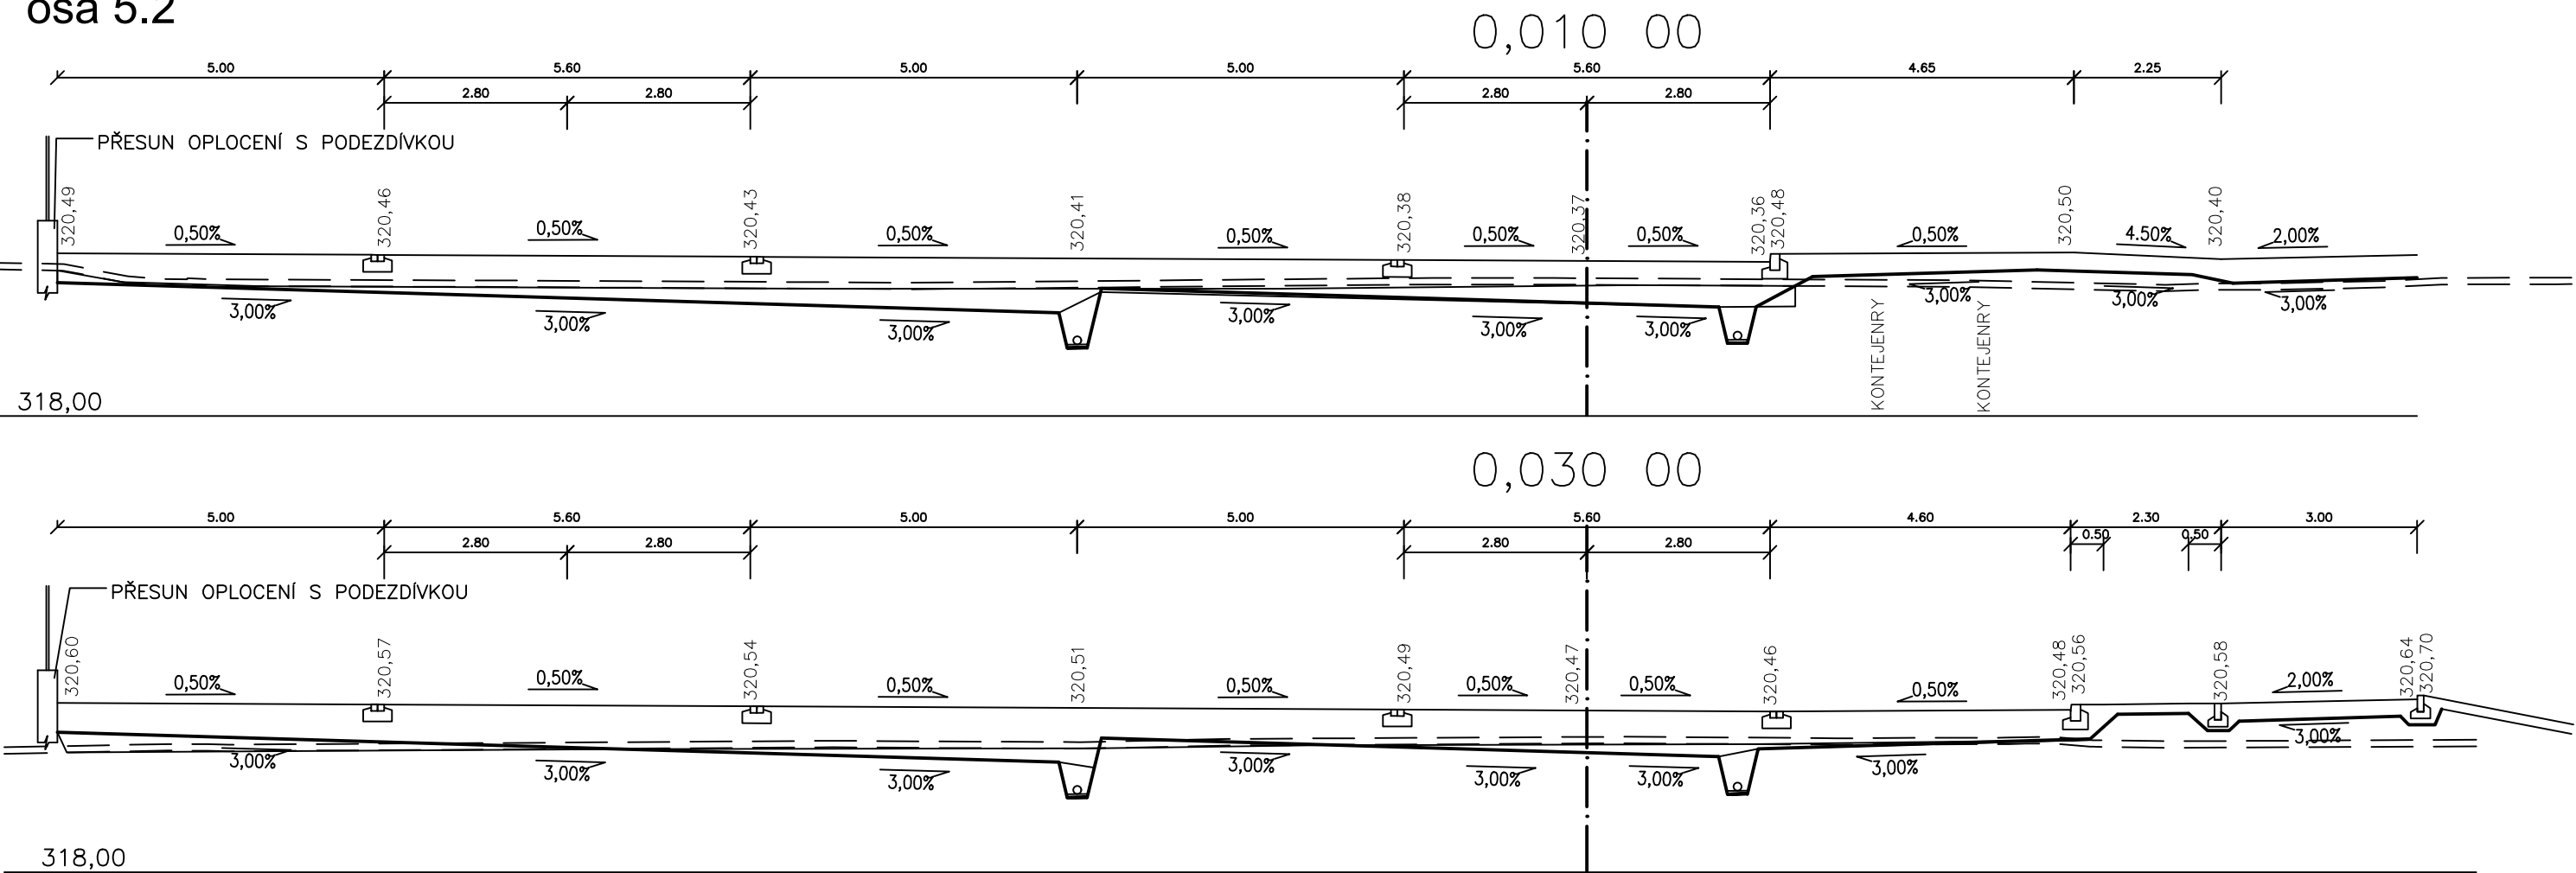 osa 5.2
0,010 00
5.00 5.60 5.00 5.00 5.60 4.65 2.25
2.80 2.80 2.80 2.80
PŘESUN OPLOCENÍ S PODEZDÍVKOU
320,49 320,46 320,43 320,41 320,38 320,37 320,36 320,48 320,50 320,40
0,50% 0,50% 0,50% 0,50% 0,50% 0,50% 0,50% 4.50% 2,00%
3,00% 3,00% 3,00% 3,00% 3,00% 3,00% 3,00% 3,00% 3,00%
KONTEJENRY KONTEJENRY
318,00
0,030 00
5.00 5.60 5.00 5.00 5.60 4.60 2.30 3.00
2.80 2.80 2.80 2.80 0.50 0.50
PŘESUN OPLOCENÍ S PODEZDÍVKOU
320,60 320,57 320,54 320,51 320,49 320,47 320,46 320,48 320,56 320,58 320,64 320,70
0,50% 0,50% 0,50% 0,50% 0,50% 0,50% 0,50% 2,00%
3,00% 3,00% 3,00% 3,00% 3,00% 3,00% 3,00% 3,00%
318,00